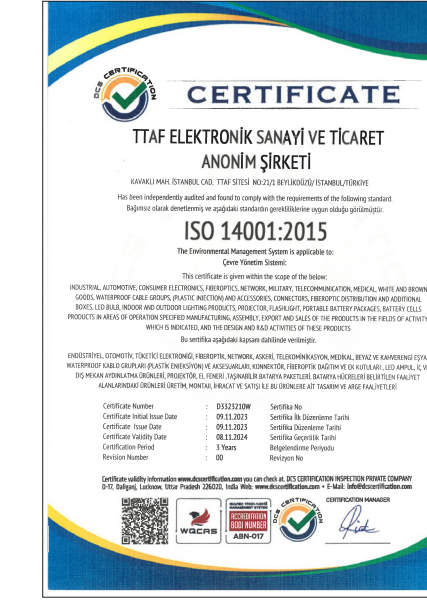 DCS CERTIFICATION
CERTIFICATE
TTAF ELEKTRONİK SANAYİ VE TİCARET
ANONİM ŞİRKETİ
KAVAKLI MAH. İSTANBUL CAD. TTAF SİTESİ NO:21/1 BEYLİKDÜZÜ/ İSTANBUL/TÜRKİYE
Has been independently audited and found to comply with the requirements of the following standard.
Bağımsız olarak denetlenmiş ve aşağıdaki standardın gerekliliklerine uygun olduğu görülmüştür.
ISO 14001:2015
The Environmental Management System is applicable to:
Çevre Yönetim Sistemi:
This certificate is given within the scope of the below:
INDUSTRIAL, AUTOMOTIVE, CONSUMER ELECTRONICS, FIBEROPTICS, NETWORK, MILITARY, TELECOMMUNICATION, MEDICAL, WHITE AND BROWN
GOODS, WATERPROOF CABLE GROUPS, (PLASTIC INJECTION) AND ACCESSORIES, CONNECTORS, FIBEROPTIC DISTRIBUTION AND ADDITIONAL
BOXES, LED BULB, INDOOR AND OUTDOOR LIGHTING PRODUCTS, PROJECTOR, FLASHLIGHT, PORTABLE BATTERY PACKAGES, BATTERY CELLS
PRODUCTS IN AREAS OF OPERATION SPECIFIED MANUFACTURING, ASSEMBLY, EXPORT AND SALES OF THE PRODUCTS IN THE FIELDS OF ACTIVITY
WHICH IS INDICATED, AND THE DESIGN AND R&D ACTIVITIES OF THESE PRODUCTS
Bu sertifika aşağıdaki kapsam dahilinde verilmiştir.
ENDÜSTRİYEL, OTOMOTİV, TÜKETİCİ ELEKTRONİĞİ, FİBEROPTİK, NETWORK, ASKERİ, TELEKOMİNİKASYON, MEDİKAL, BEYAZ VE KAHVERENGİ EŞYA
WATERPROOF KABLO GRUPLARI (PLASTİK ENJEKSİYON) VE AKSESUARLARI, KONNEKTÖR, FİBEROPTİK DAĞITIM VE EK KUTULARI , LED AMPUL, İÇ V
DIŞ MEKAN AYDINLATMA ÜRÜNLERİ, PROJEKTÖR, EL FENERİ ,TAŞINABİLİR BATARYA PAKETLERİ, BATARYA HÜCRELERİ BELİRTİLEN FAALİYET
ALANLARINDAKİ ÜRÜNLERİ ÜRETİM, MONTAJI, İHRACAT VE SATIŞI İLE BU ÜRÜNLERE AİT TASARIM VE ARGE FAALİYETLERİ
Certificate Number : D3323210W Sertifika No
Certificate Initial Issue Date : 09.11.2023 Sertifika İlk Düzenleme Tarihi
Certificate Issue Date : 09.11.2023 Sertifika Düzenleme Tarihi
Certificate Validity Date : 08.11.2024 Sertifika Geçerlilik Tarihi
Certification Period : 3 Years Belgelendirme Periyodu
Revision Number : 00 Revizyon No
Certificate validity information www.dcscertification.com you can check at. DCS CERTIFICATION INSPECTION PRIVATE COMPANY
D-17, Daliganj, Lucknow, Uttar Pradesh 226020, India Web: www.dcscertification.com • E-Mail: info@dcscertification.com
WQCAS
ACCREDITATION
BODI NUMBER
ABN-017
DCS CERTIFICATION
CERTIFICATION MANAGER